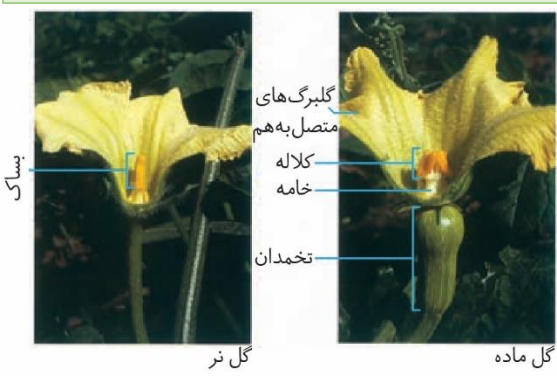 گلبرگ‌های
متصل‌به‌هم
کلاله
خامه
تخمدان
گل ماده
بساک
گل نر